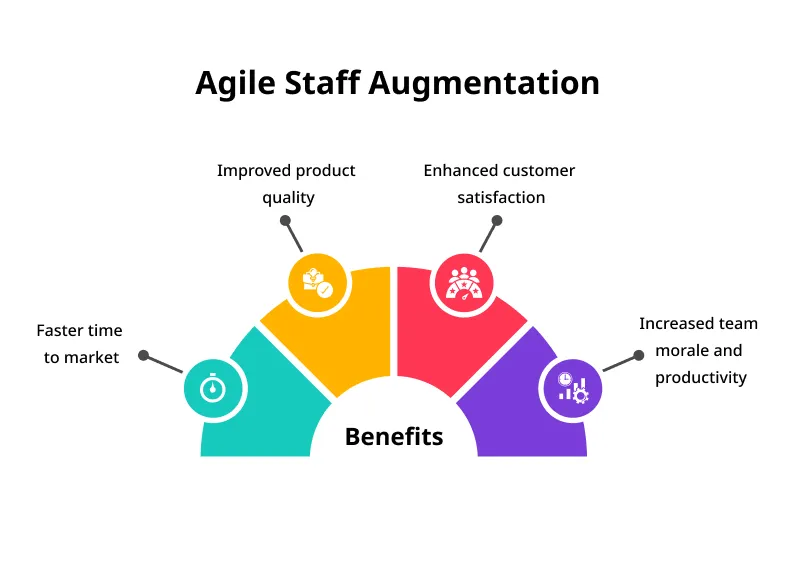 Agile Staff Augmentation
Improved product
quality
Enhanced customer
satisfaction
Faster time
to market
Increased team
morale and
productivity
Benefits